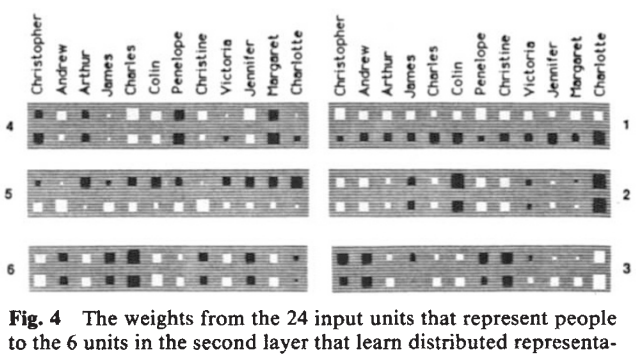 Christopher Andrew Arthur James Charles Colin Penelope Christine Victoria Jennifer Margaret Charlotte
Christopher Andrew Arthur James Charles Colin Penelope Christine Victoria Jennifer Margaret Charlotte
4
1
5
2
6
3
Fig. 4 The weights from the 24 input units that represent people
to the 6 units in the second layer that learn distributed representa-